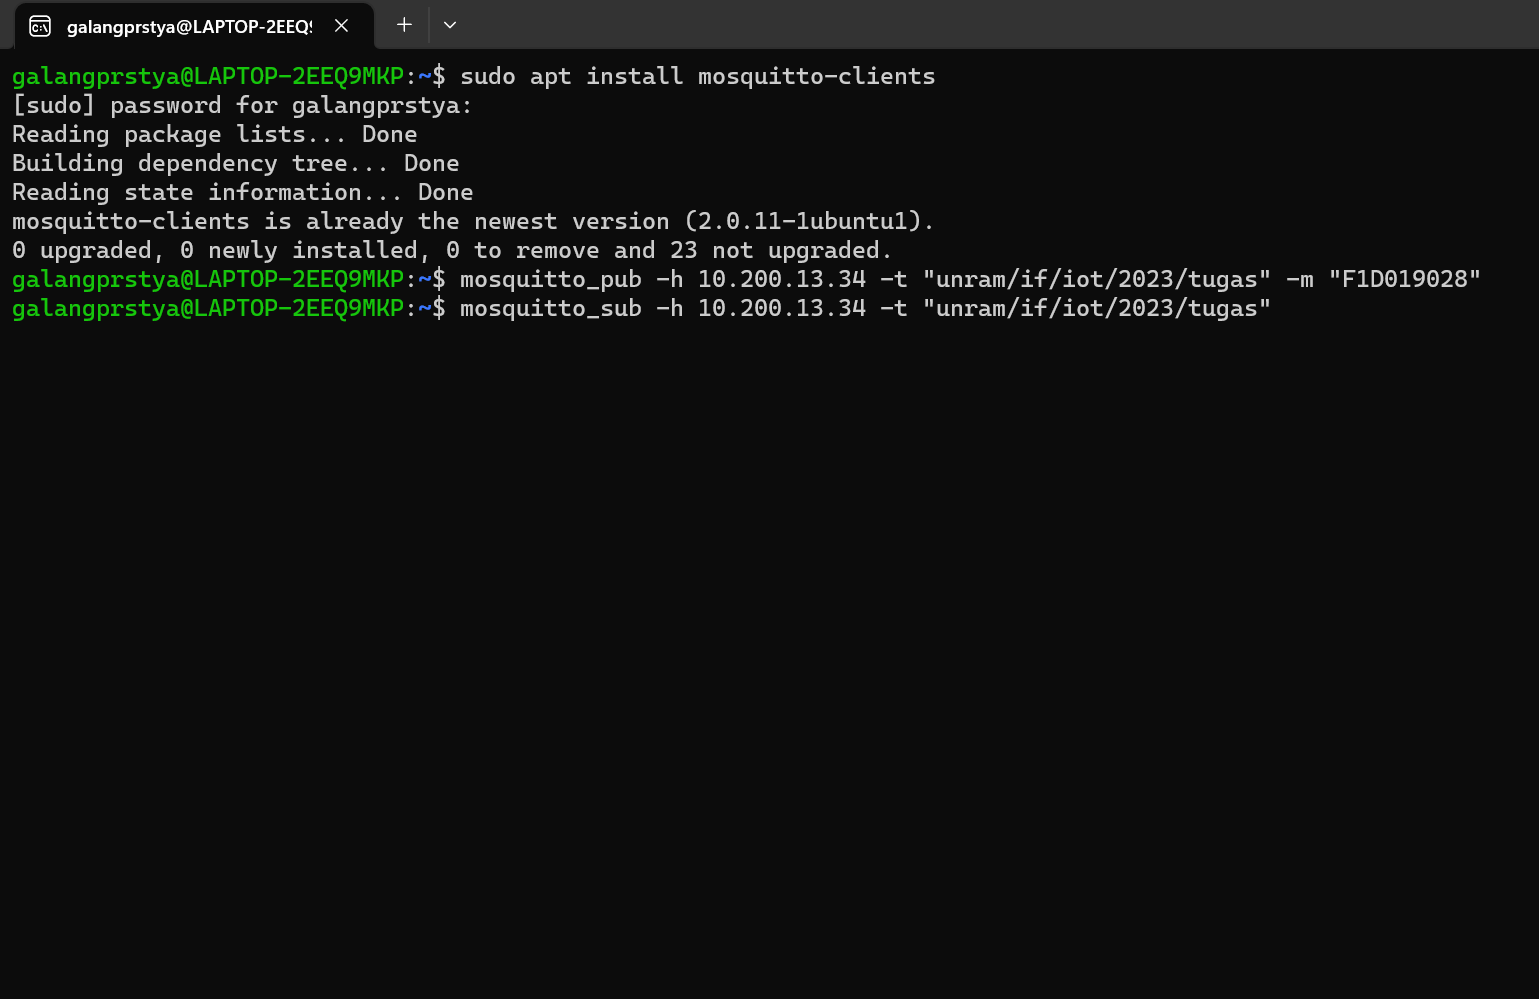 galangprstya@LAPTOP-2EEQ9
galangprstya@LAPTOP-2EEQ9MKP:~$ sudo apt install mosquitto-clients
[sudo] password for galangprstya:
Reading package lists... Done
Building dependency tree... Done
Reading state information... Done
mosquitto-clients is already the newest version (2.0.11-1ubuntu1).
0 upgraded, 0 newly installed, 0 to remove and 23 not upgraded.
galangprstya@LAPTOP-2EEQ9MKP:~$ mosquitto_pub -h 10.200.13.34 -t "unram/if/iot/2023/tugas" -m "F1D019028"
galangprstya@LAPTOP-2EEQ9MKP:~$ mosquitto_sub -h 10.200.13.34 -t "unram/if/iot/2023/tugas"